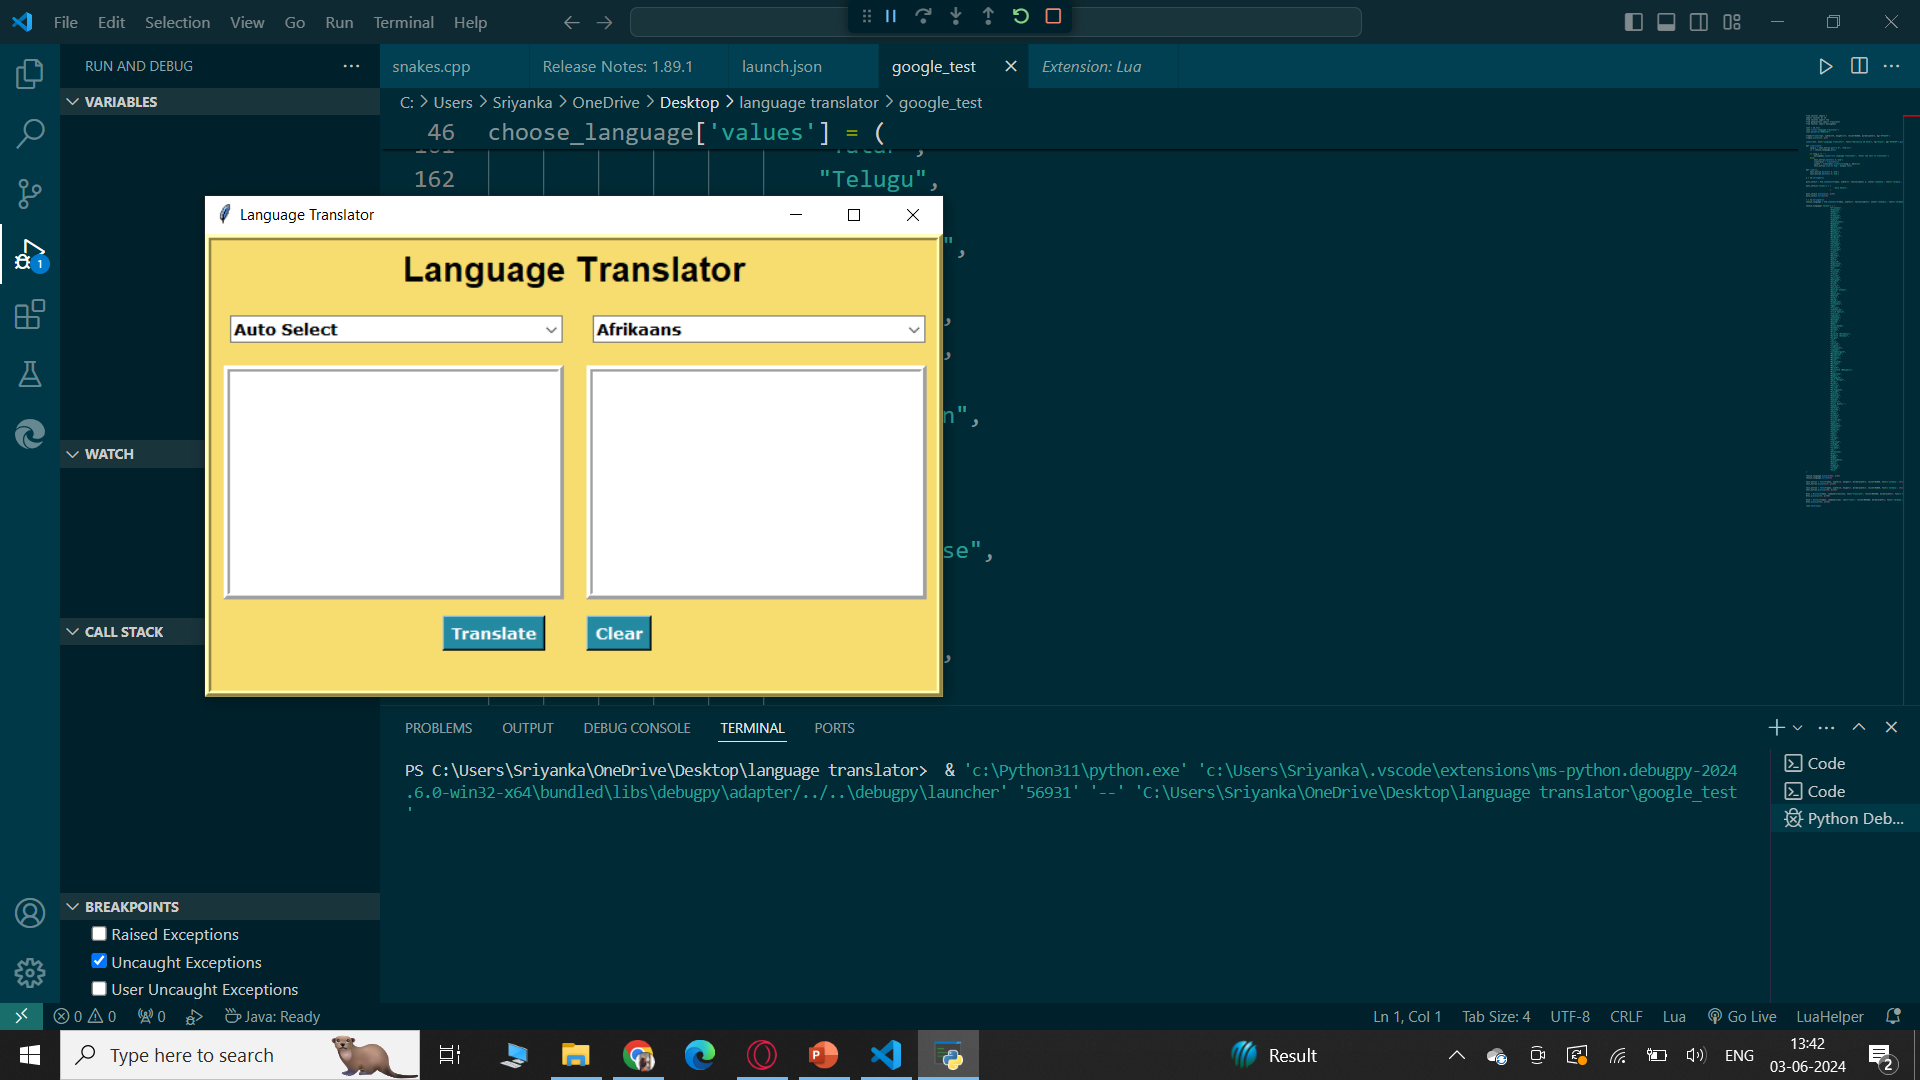 File Edit Selection View Go Run Terminal Help
RUN AND DEBUG
snakes.cpp
Release Notes: 1.89.1
launch.json
google_test
Extension: Lua
VARIABLES
C: > Users > Sriyanka > OneDrive > Desktop > language translator > google_test
46 choose_language['values'] = (
162 "Telugu",
Language Translator
Language Translator
Auto Select
Afrikaans
",
,
,
n",
se",
,
Translate
Clear
WATCH
CALL STACK
PROBLEMS OUTPUT DEBUG CONSOLE TERMINAL PORTS
PS C:\Users\Sriyanka\OneDrive\Desktop\language translator> & 'c:\Python311\python.exe' 'c:\Users\Sriyanka\.vscode\extensions\ms-python.debugpy-2024
.6.0-win32-x64\bundled\libs\debugpy\adapter/../..\debugpy\launcher' '56931' '--' 'C:\Users\Sriyanka\OneDrive\Desktop\language translator\google_test
'
Code
Code
Python Deb...
BREAKPOINTS
Raised Exceptions
Uncaught Exceptions
User Uncaught Exceptions
1
0 0 0 Java: Ready
Ln 1, Col 1 Tab Size: 4 UTF-8 CRLF Lua Go Live LuaHelper
Type here to search
Result
ENG
13:42
03-06-2024
2